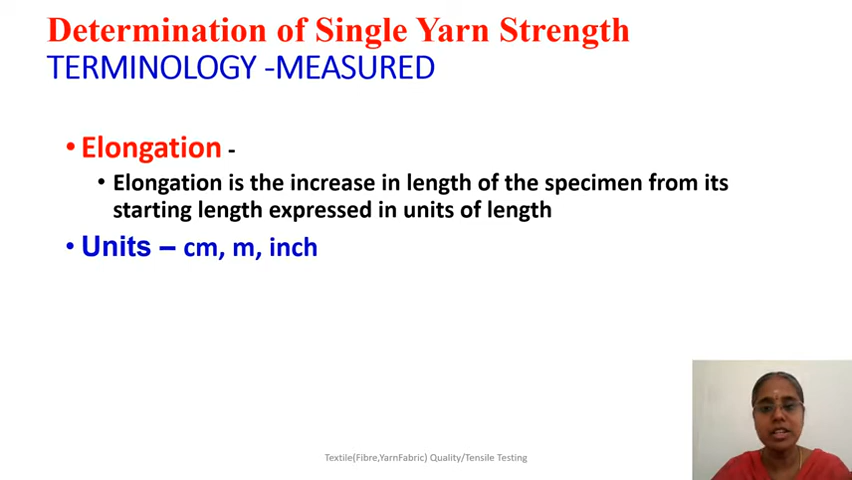 Determination of Single Yarn Strength
TERMINOLOGY -MEASURED
• Elongation -
• Elongation is the increase in length of the specimen from its
starting length expressed in units of length
• Units – cm, m, inch
Textile(Fibre,YarnFabric) Quality/Tensile Testing